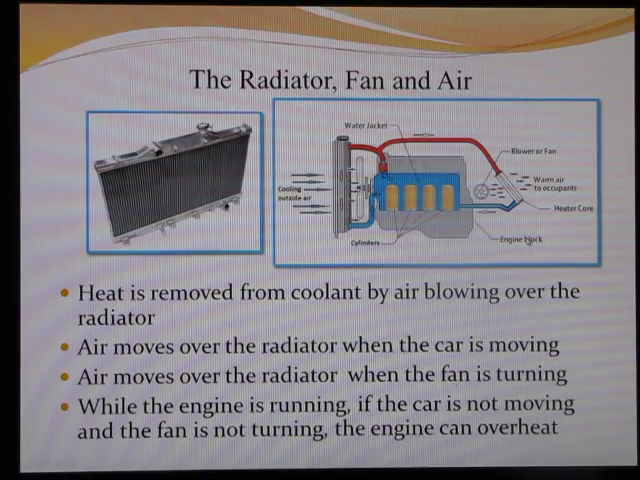 The Radiator, Fan and Air
Water Jacket
Blower or Fan
Cooling
outside air
Warm air
to occupants
Heater Core
Cylinders
Engine block
Heat is removed from coolant by air blowing over the
radiator
Air moves over the radiator when the car is moving
Air moves over the radiator when the fan is turning
While the engine is running, if the car is not moving
and the fan is not turning, the engine can overheat